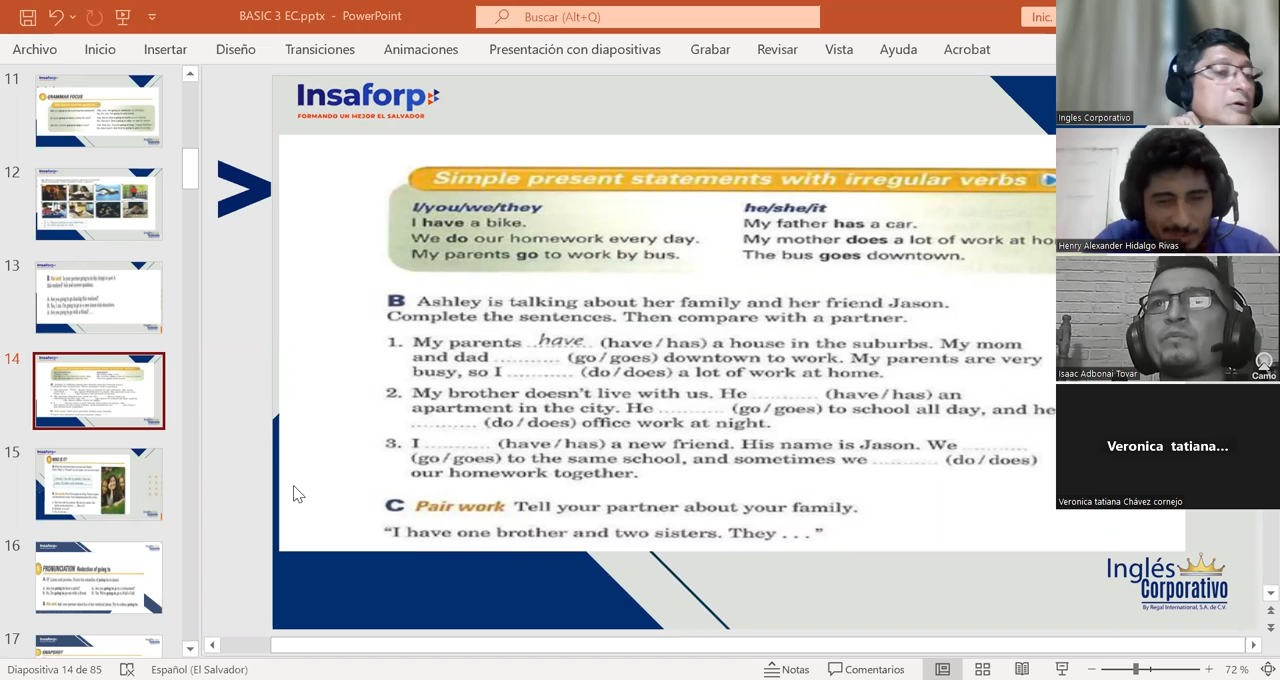 BASIC 3 EC.pptx - PowerPoint
Buscar (Alt+Q)
Inic.
Archivo Inicio Insertar Diseño Transiciones Animaciones Presentación con diapositivas Grabar Revisar Vista Ayuda Acrobat
11
GRAMMAR FOCUS
12
13
14
15
WHO IS IT?
16
PRONUNCIATION Reduction of going to
17
SNAPSHOT
Insaforp
FORMANDO UN MEJOR EL SALVADOR
Simple present statements with irregular verbs
I/you/we/they he/she/it
I have a bike. My father has a car.
We do our homework every day. My mother does a lot of work at ho
My parents go to work by bus. The bus goes downtown.
B Ashley is talking about her family and her friend Jason.
Complete the sentences. Then compare with a partner.
1. My parents ..have.. (have / has) a house in the suburbs. My mom
and dad .......... (go / goes) downtown to work. My parents are very
busy, so I .......... (do / does) a lot of work at home.
2. My brother doesn't live with us. He .......... (have / has) an
apartment in the city. He .......... (go / goes) to school all day, and he
.......... (do / does) office work at night.
3. I .......... (have / has) a new friend. His name is Jason. We ..........
(go / goes) to the same school, and sometimes we .......... (do / does)
our homework together.
C Pair work Tell your partner about your family.
"I have one brother and two sisters. They . . . "
Inglés
Corporativo
By Regal International, S.A. de C.V.
Ingles Corporativo
Henry Alexander Hidalgo Rivas
Isaac Adbonai Tovar
Camo
Veronica tatiana...
Veronica tatiana Chávez cornejo
Diapositiva 14 de 85 Español (El Salvador) Notas Comentarios 72 %